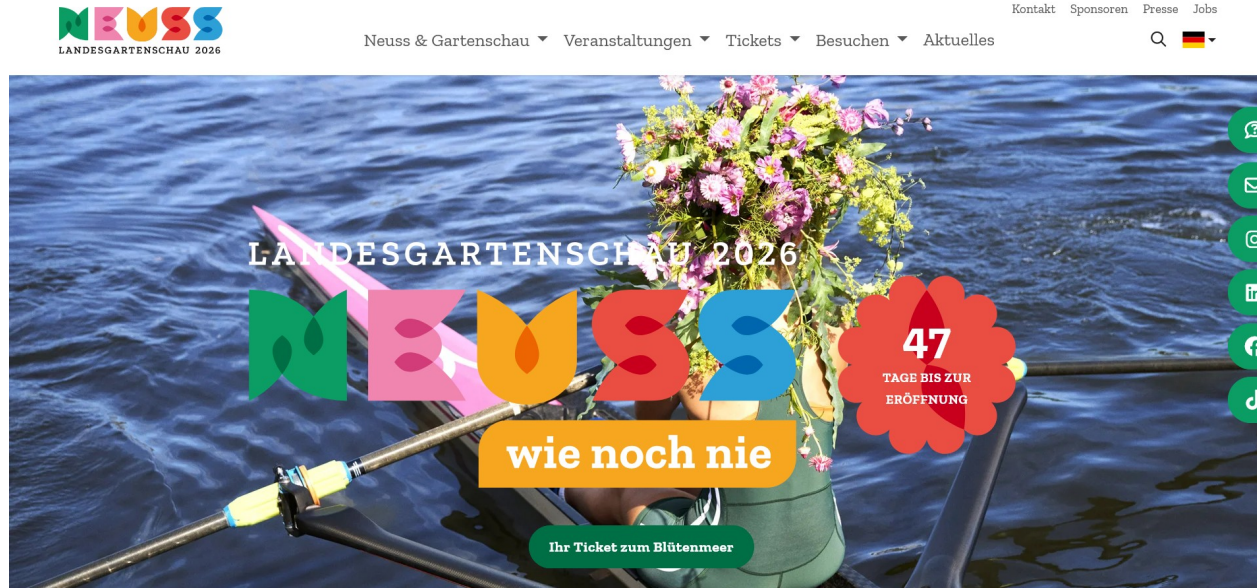 Kontakt Sponsoren Presse Jobs
NEUSS
LANDESGARTENSCHAU 2026
Neuss & Gartenschau Veranstaltungen Tickets Besuchen Aktuelles
LANDESGARTENSCHAU 2026
NEUSS
wie noch nie
47
TAGE BIS ZUR
ERÖFFNUNG
Ihr Ticket zum Blütenmeer